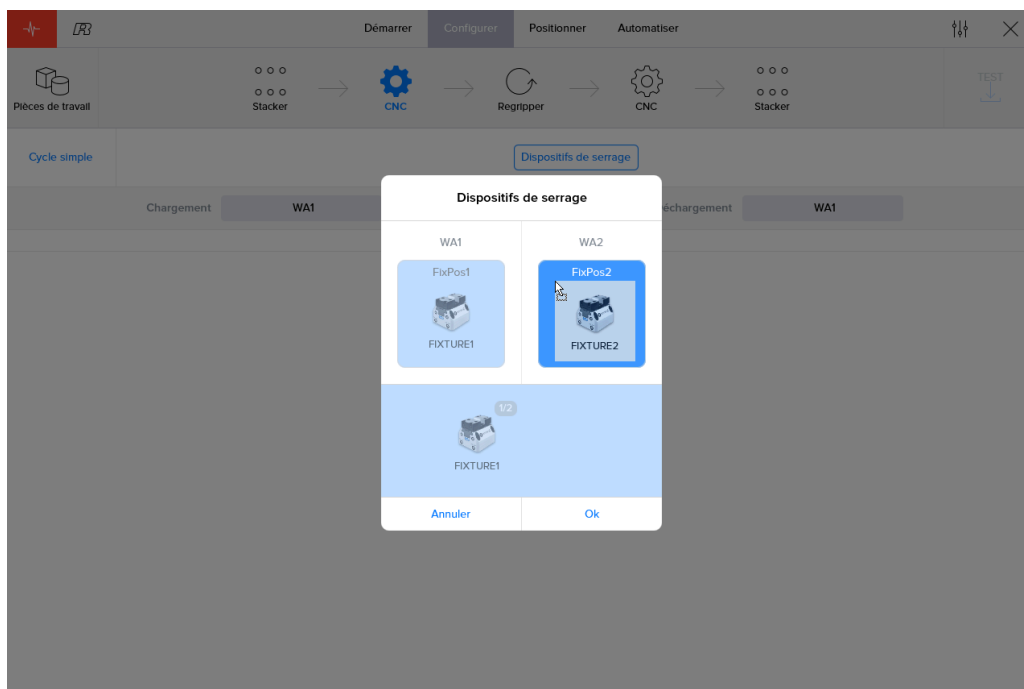 Démarrer
Configurer
Positionner
Automatiser
Pièces de travail
Stacker
CNC
Regripper
CNC
Stacker
TEST
Cycle simple
Dispositifs de serrage
Chargement
WA1
échargement
WA1
Dispositifs de serrage
WA1
WA2
FixPos1
FIXTURE1
FixPos2
FIXTURE2
1/2
FIXTURE1
Annuler
Ok